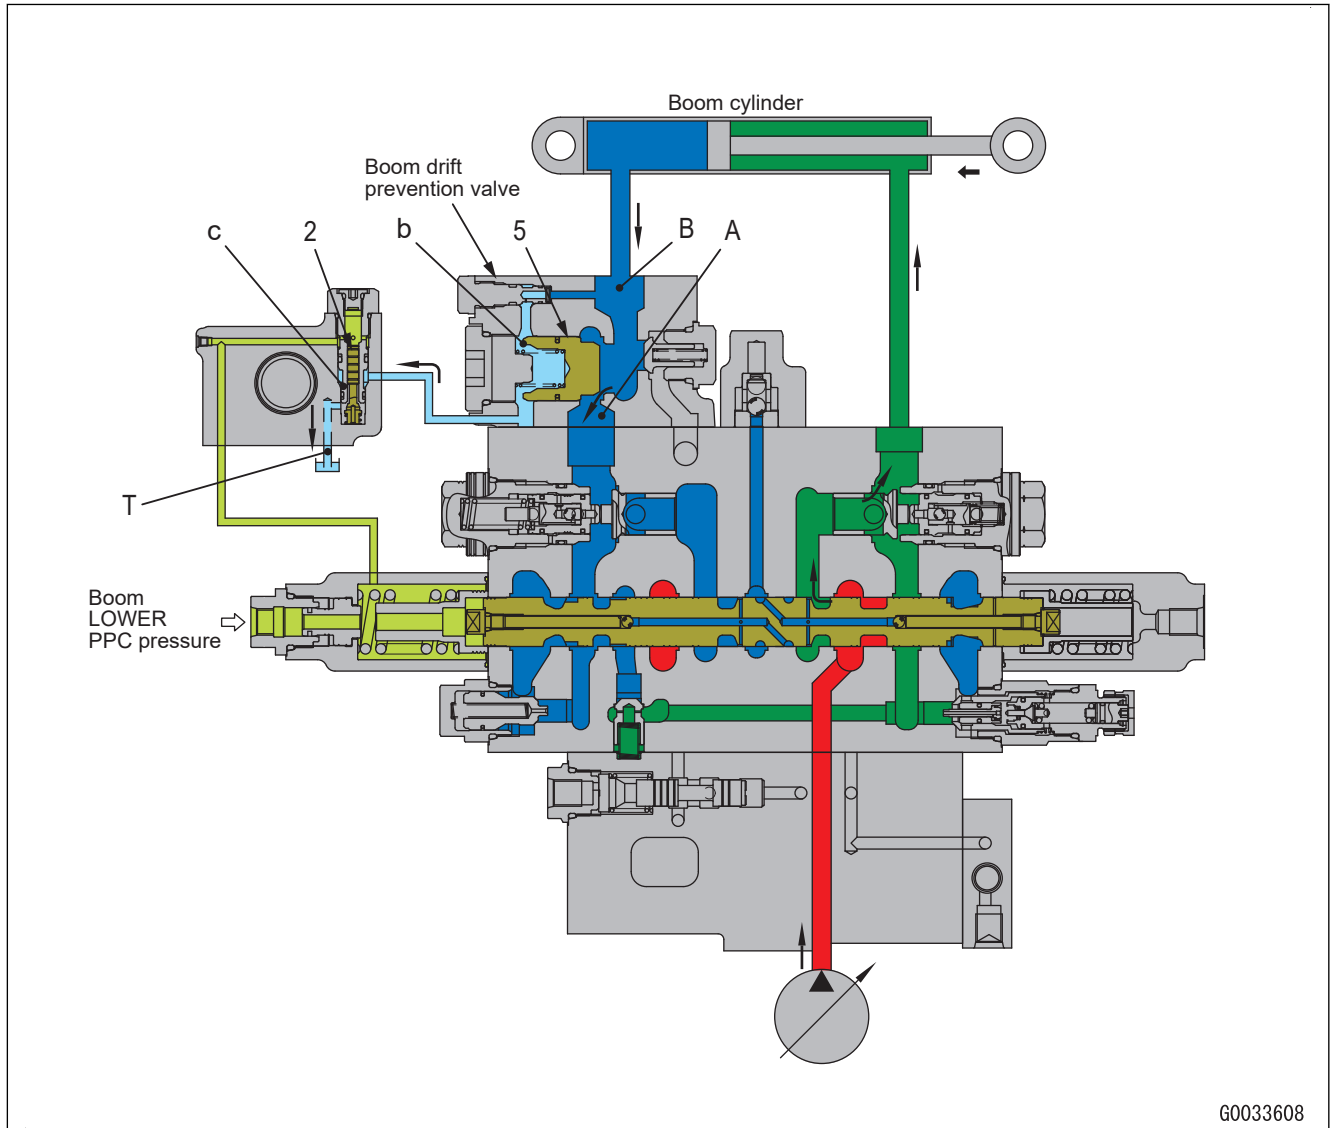 Boom cylinder
Boom drift
prevention valve
c
2
b
5
B
A
T
Boom
LOWER
PPC pressure
G0033608